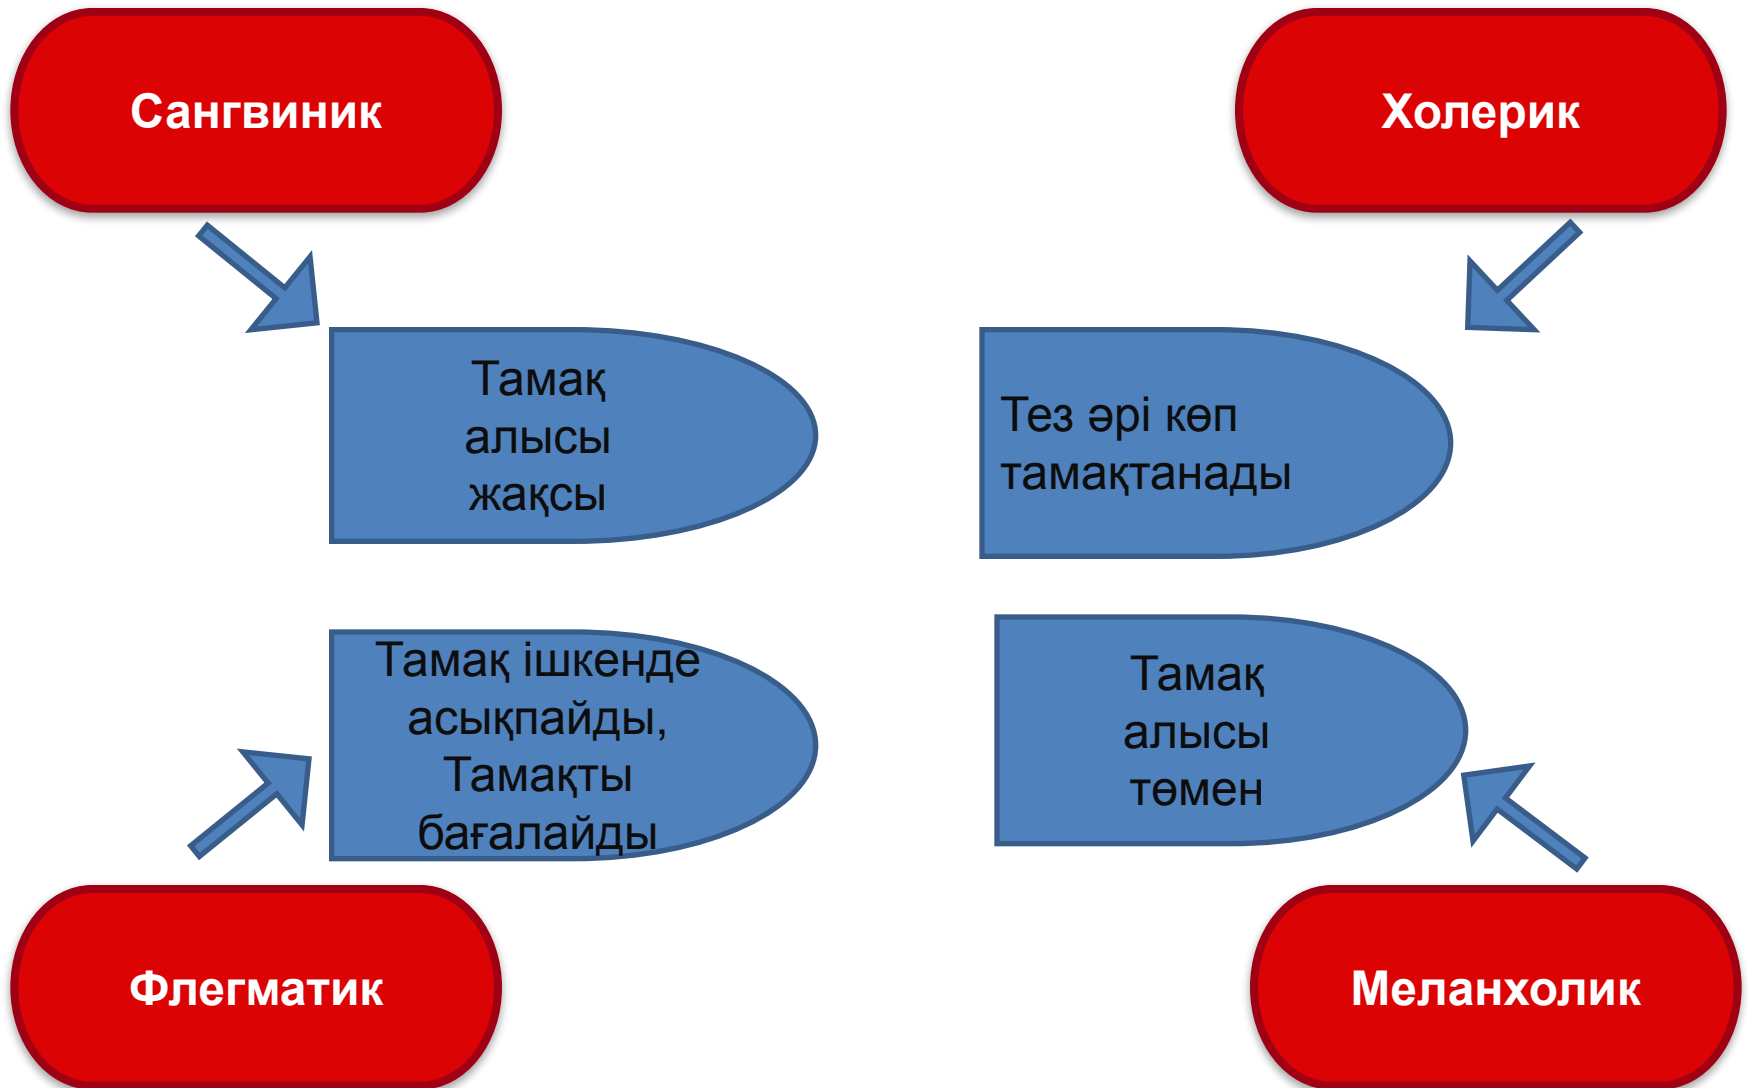 Сангвиник
Холерик
Тамақ
алысы
жақсы
Тез әрі көп
тамақтанады
Тамақ ішкенде
асықпайды,
Тамақты
бағалайды
Тамақ
алысы
төмен
Флегматик
Меланхолик